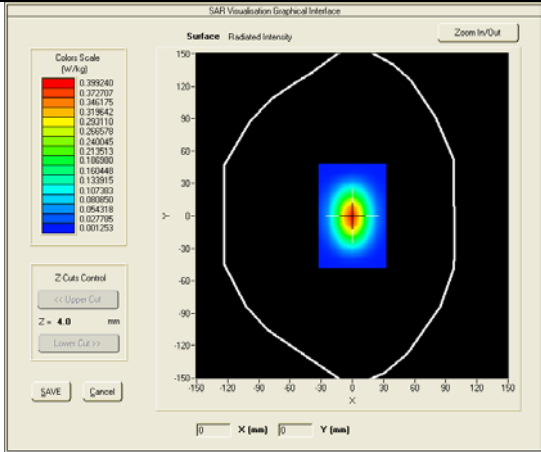 SAR Visualisation Graphical Interface
Surface Radiated Intensity
Zoom In/Out
Colors Scale
(W/kg)
0.399240
0.372707
0.346175
0.319642
0.293110
0.266578
0.240045
0.213513
0.186980
0.160448
0.133915
0.107383
0.080850
0.054318
0.027785
0.001253
150
120
90
60
30
0
-30
-60
-90
-120
-150
Y
-150 -120 -90 -60 -30 0 30 60 90 120 150
X
Z-Cuts Control
<< Upper Cut
Z = 4.0 mm
Lower Cut >>
SAVE Cancel
0 X (mm) 0 Y (mm)